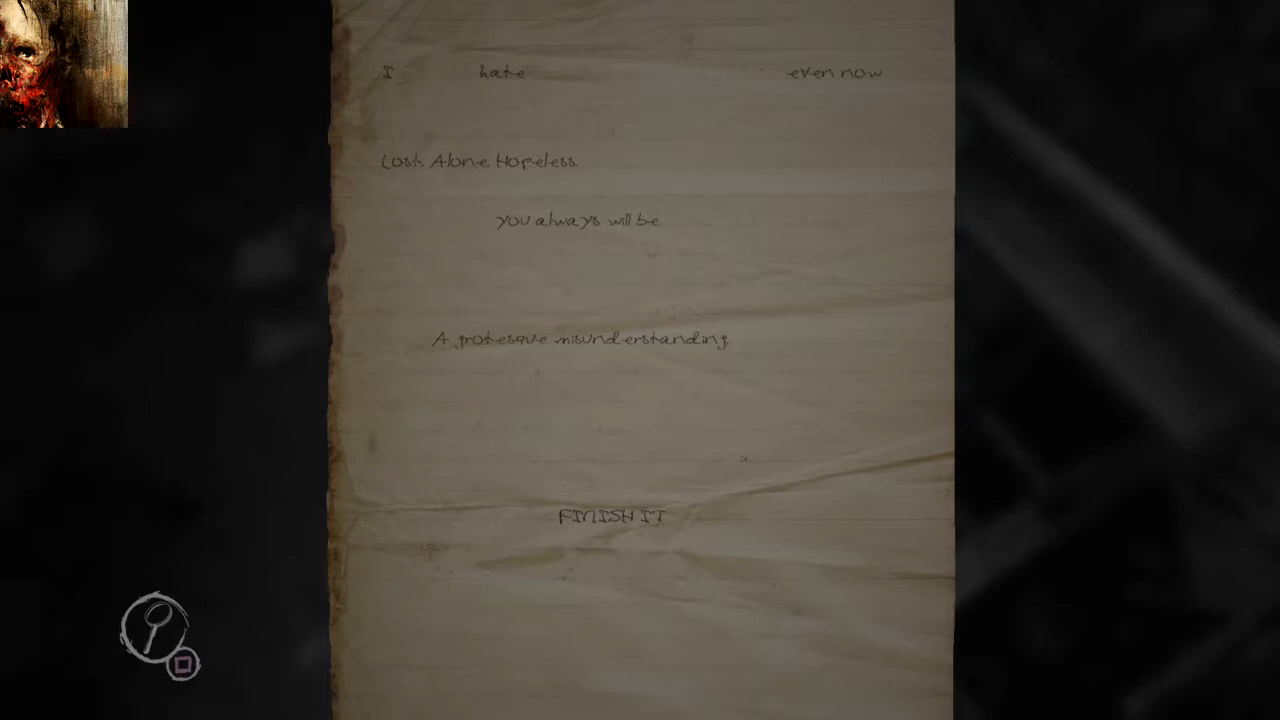 I hate even now
Lost. Alone. Hopeless.
you always will be
A grotesque misunderstanding.
a
FINISH IT